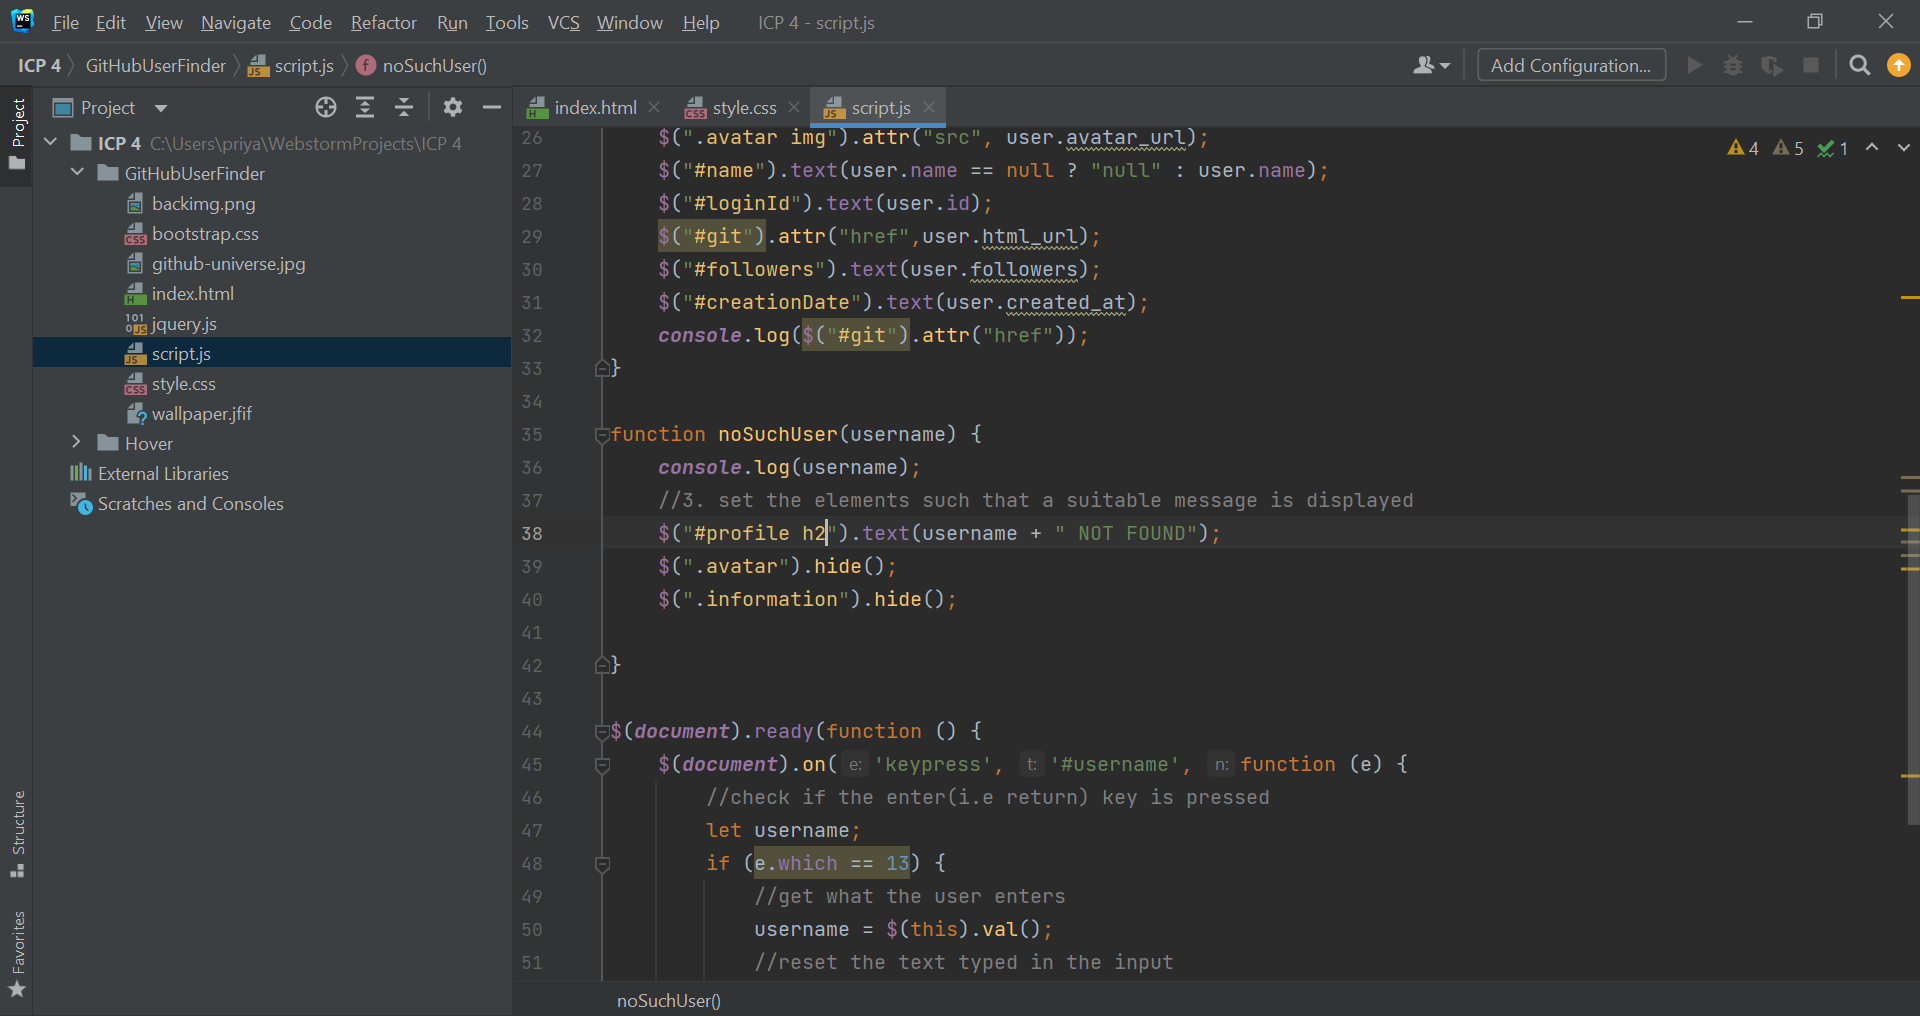 WS File Edit View Navigate Code Refactor Run Tools VCS Window Help ICP 4 - script.js
ICP 4 GitHubUserFinder JS script.js f noSuchUser() Add Configuration...
Project
Project
H index.html CSS style.css JS script.js
ICP 4 C:\Users\priya\WebstormProjects\ICP 4
GitHubUserFinder
backimg.png
CSS bootstrap.css
github-universe.jpg
H index.html
101 0JS jquery.js
JS script.js
CSS style.css
? wallpaper.jfif
Hover
External Libraries
Scratches and Consoles
Structure
Favorites
4 5 1
26 $(".avatar img").attr("src", user.avatar_url);
27 $("#name").text(user.name == null ? "null" : user.name);
28 $("#loginId").text(user.id);
29 $("#git").attr("href",user.html_url);
30 $("#followers").text(user.followers);
31 $("#creationDate").text(user.created_at);
32 console.log($("#git").attr("href"));
33 }
34
35 function noSuchUser(username) {
36 console.log(username);
37 //3. set the elements such that a suitable message is displayed
38 $("#profile h2").text(username + " NOT FOUND");
39 $(".avatar").hide();
40 $(".information").hide();
41
42 }
43
44 $(document).ready(function () {
45 $(document).on( e: 'keypress', t: '#username', n: function (e) {
46 //check if the enter(i.e return) key is pressed
47 let username;
48 if (e.which == 13) {
49 //get what the user enters
50 username = $(this).val();
51 //reset the text typed in the input
noSuchUser()